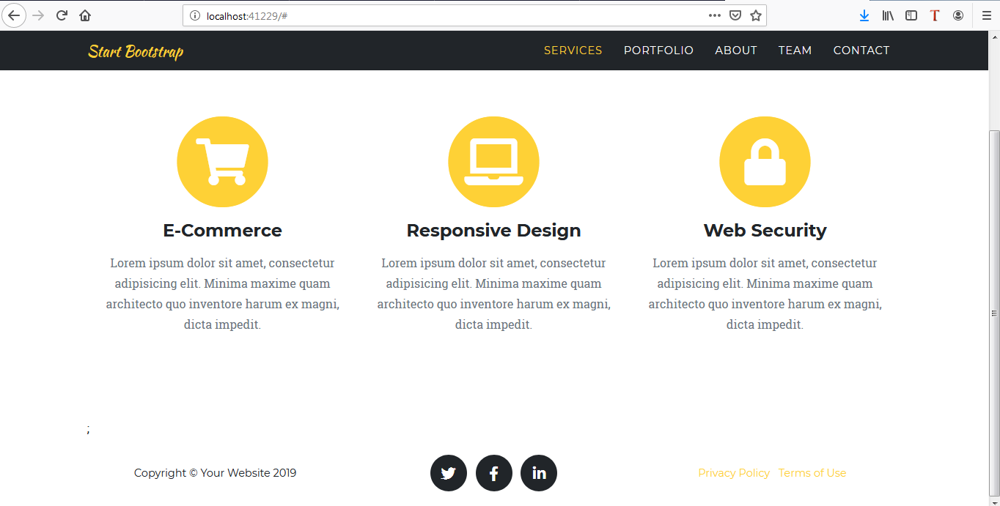 localhost:41229/#
Start Bootstrap
SERVICES PORTFOLIO ABOUT TEAM CONTACT
E-Commerce
Lorem ipsum dolor sit amet, consectetur
adipisicing elit. Minima maxime quam
architecto quo inventore harum ex magni,
dicta impedit.
Responsive Design
Lorem ipsum dolor sit amet, consectetur
adipisicing elit. Minima maxime quam
architecto quo inventore harum ex magni,
dicta impedit.
Web Security
Lorem ipsum dolor sit amet, consectetur
adipisicing elit. Minima maxime quam
architecto quo inventore harum ex magni,
dicta impedit.
;
Copyright © Your Website 2019
Privacy Policy Terms of Use